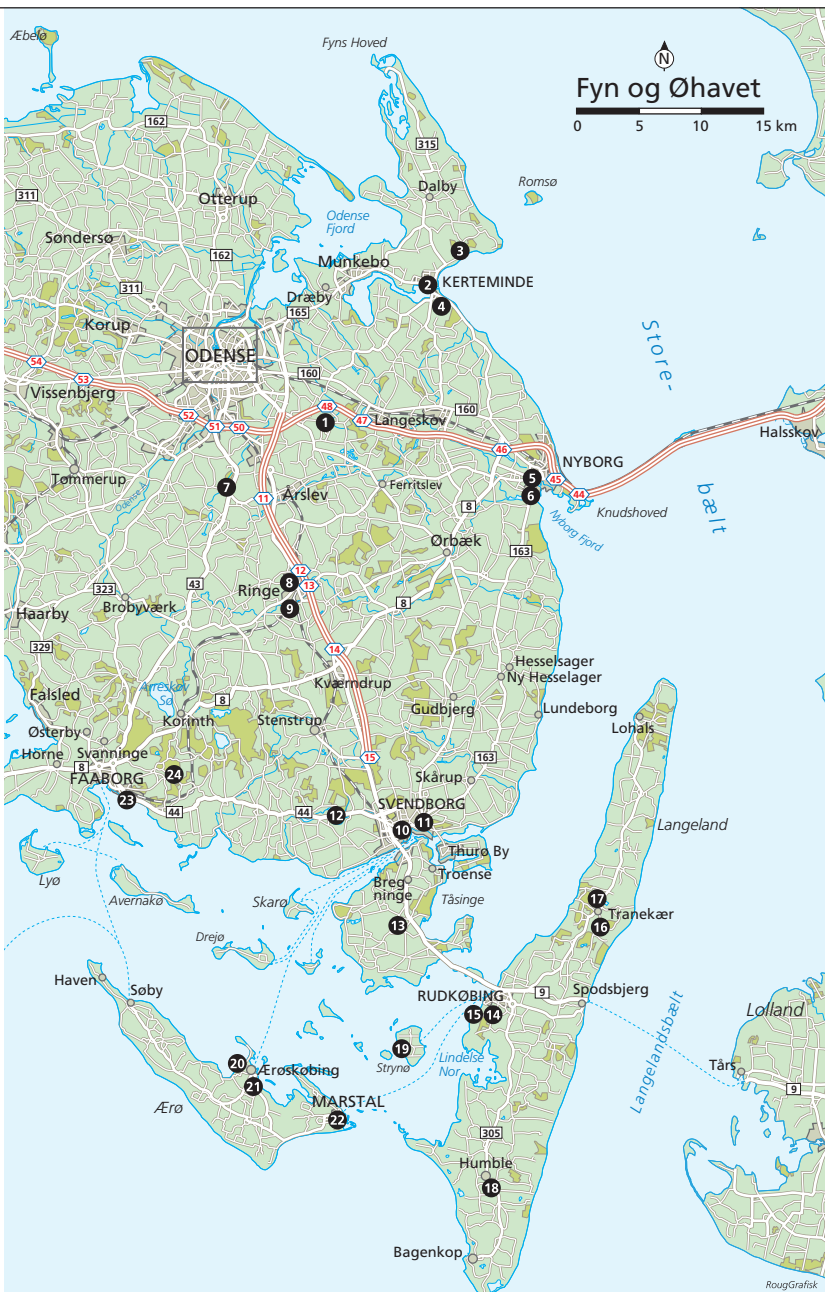 Æbelø
Fyns Hoved
N
Fyn og Øhavet
0 5 10 15 km
162
315
311
Otterup
Dalby
Romsø
Odense
Fjord
Søndersø
162
3
Munkebo
2
KERTEMINDE
311
Dræby
4
165
Korup
Store-
ODENSE
54
53
160
Vissenbjerg
48
160
52
51
50
1
47
Langeskov
Halsskov
46
NYBORG
Tommerup
7
5
45
44
Ferritslev
6
11
Årslev
Odense Å
8
Knudshoved
bælt
Nyborg Fjord
Ørbæk
163
12
43
8
13
323
Ringe
Brobyværk
9
8
Haarby
329
14
Hesselsager
Ny Hesselager
Kværndrup
Falsled
Arreskov
Sø
8
Korinth
Gudbjerg
Lundeborg
Stenstrup
Lohals
Østerby
Svanninge
Horne
15
163
8
24
Skårup
FAABORG
23
44
44
12
SVENDBORG
11
10
Langeland
Thurø By
Troense
Lyø
Breg-
ninge
Avernakø
Skarø
Tåsinge
17
Tranekær
13
16
Drejø
Haven
Søby
RUDKØBING
9
Spodsbjerg
15
14
Lolland
Langelandsbælt
19
20
Ærøskøbing
Strynø
Lindelse
Nor
Tårs
21
9
Ærø
MARSTAL
22
305
Humble
18
Bagenkop
RougGrafisk